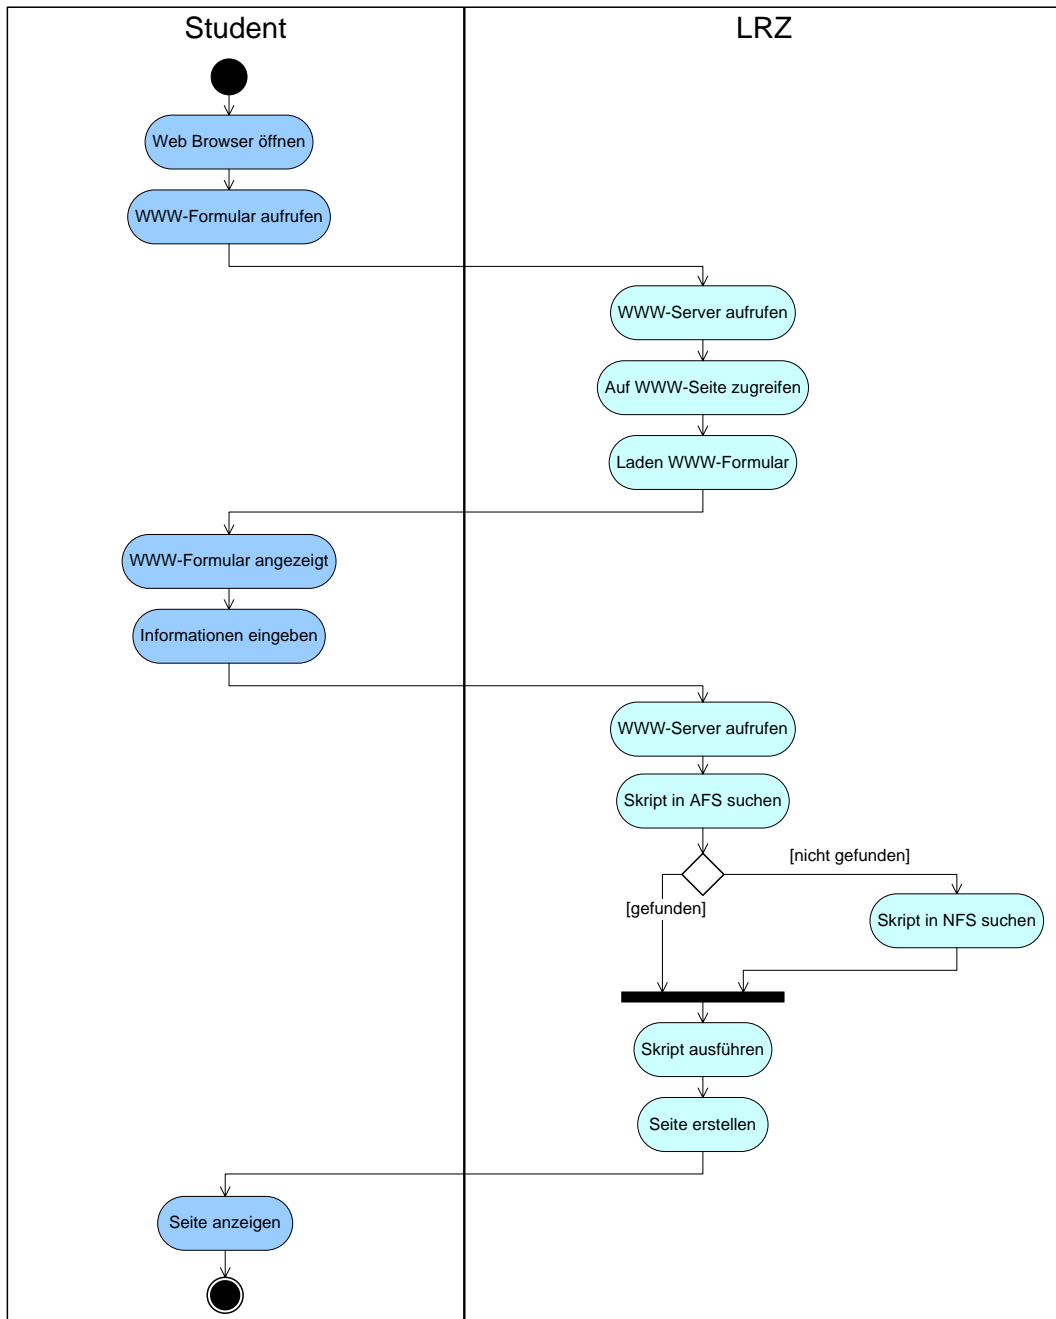 Student
LRZ
Web Browser öffnen
WWW-Formular aufrufen
WWW-Server aufrufen
Auf WWW-Seite zugreifen
Laden WWW-Formular
WWW-Formular angezeigt
Informationen eingeben
WWW-Server aufrufen
Skript in AFS suchen
[nicht gefunden]
[gefunden]
Skript in NFS suchen
Skript ausführen
Seite erstellen
Seite anzeigen